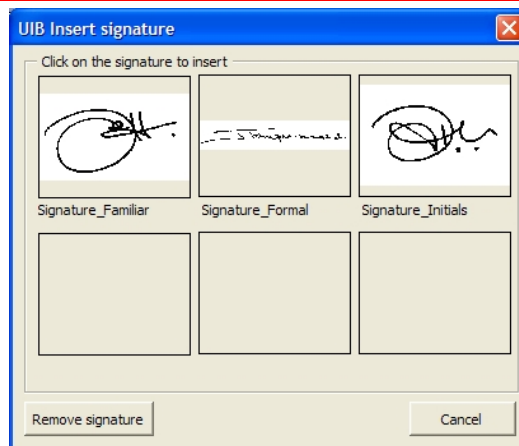 UIB Insert signature
Click on the signature to insert
Signature_Familiar Signature_Formal Signature_Initials
Remove signature Cancel